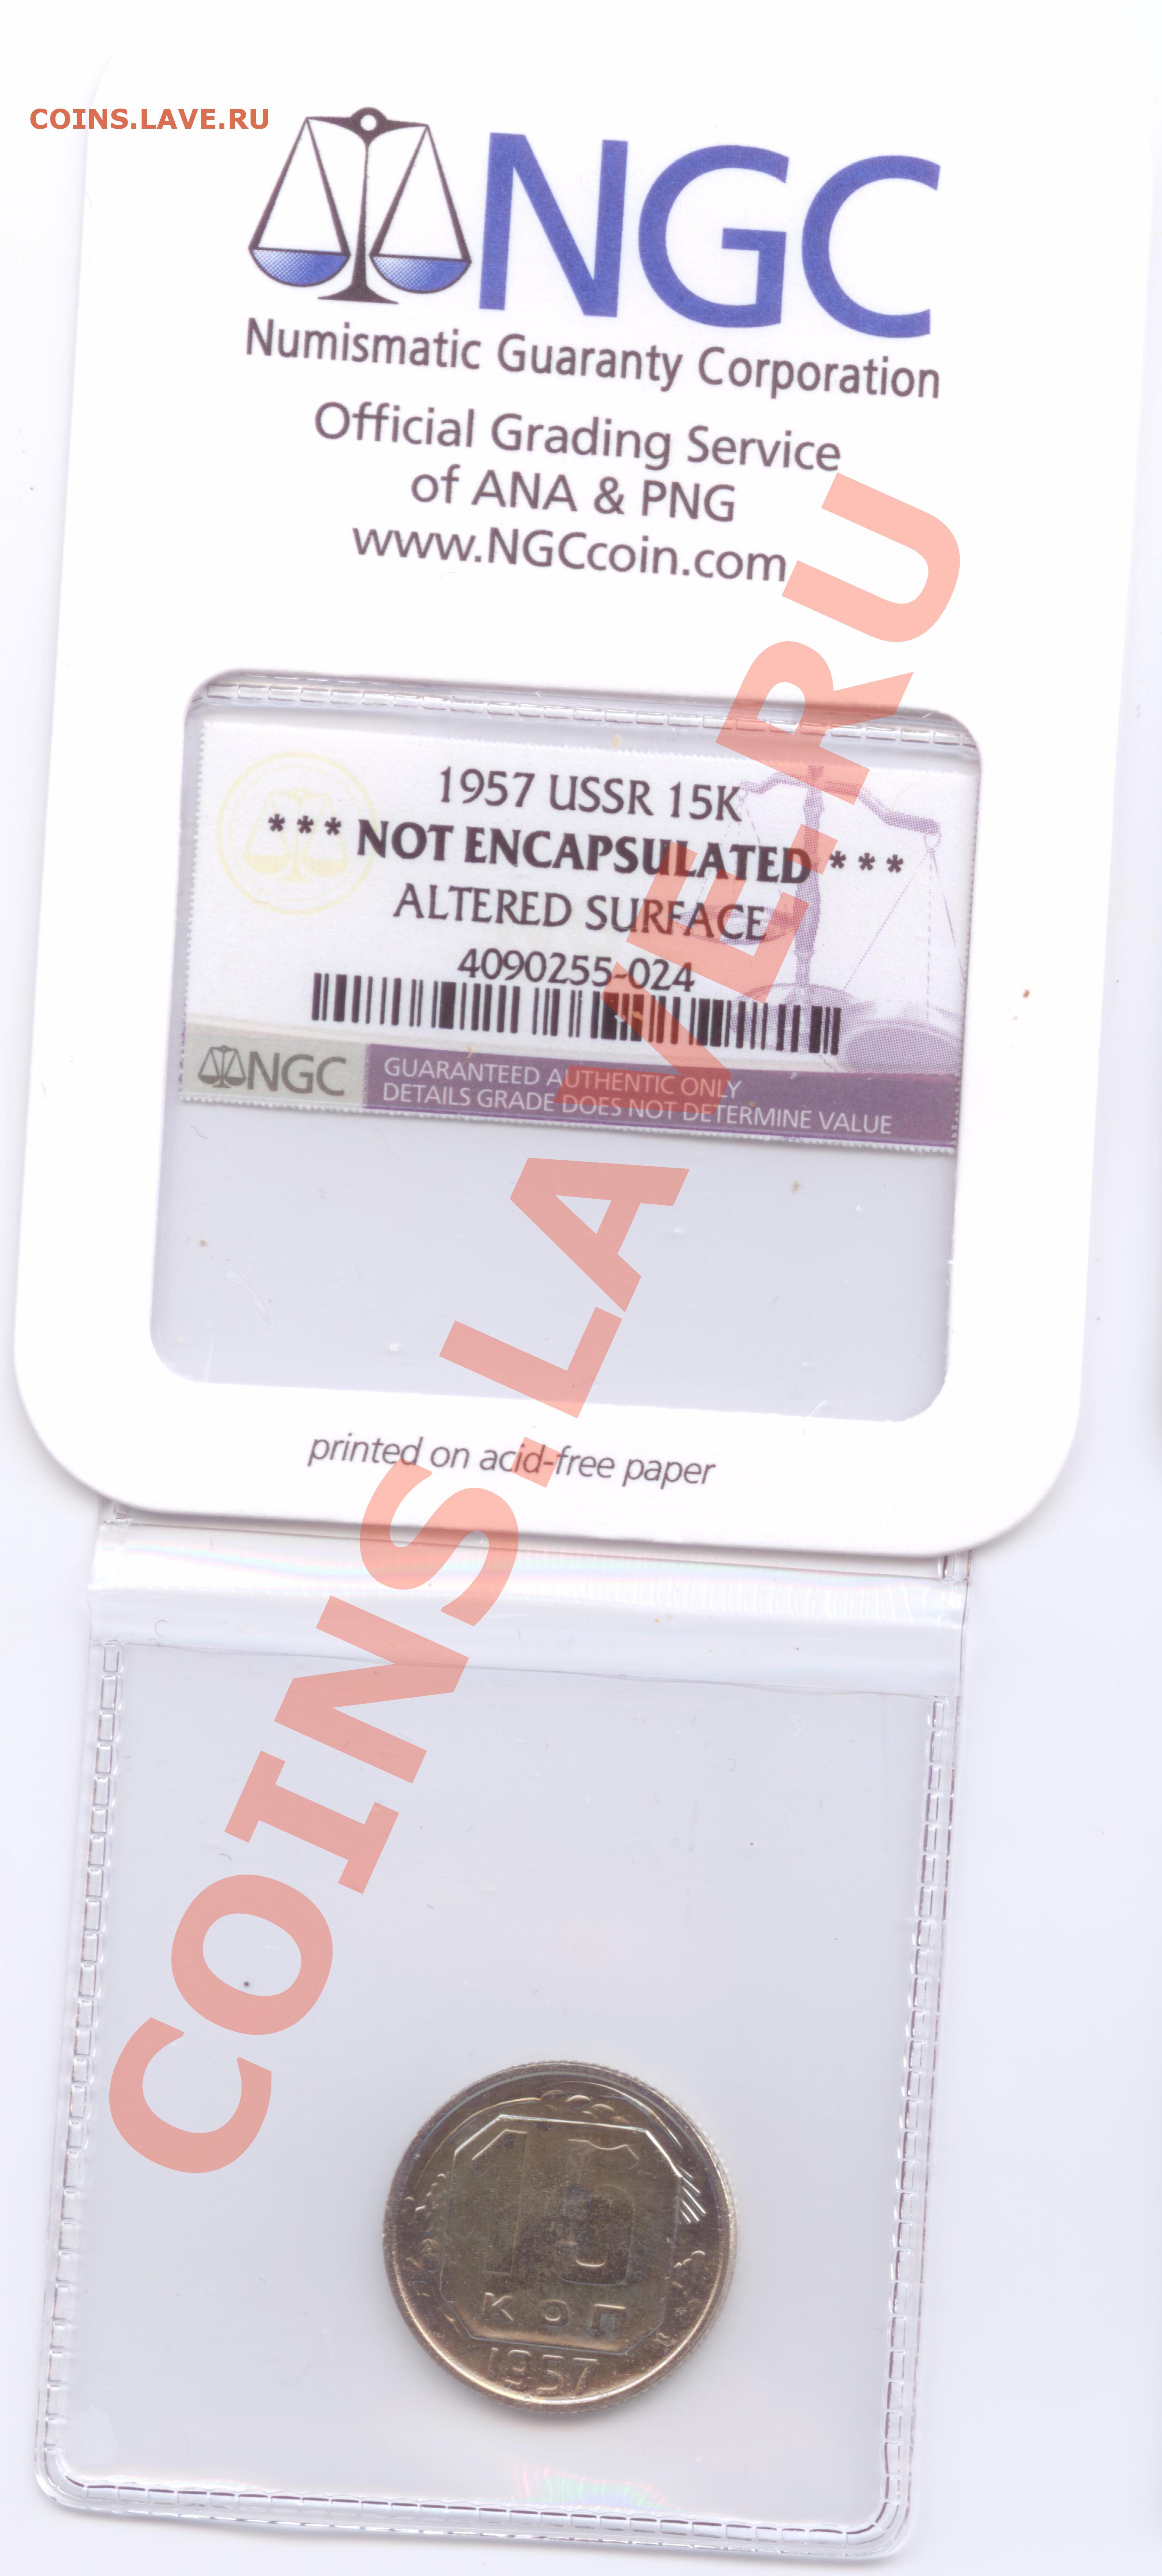 COINS.LAVE.RU
NGC
Numismatic Guaranty Corporation
Official Grading Service
of ANA & PNG
www.NGCcoin.com
1957 USSR 15K
*** NOT ENCAPSULATED ***
ALTERED SURFACE
4090255-024
NGC
GUARANTEED AUTHENTIC ONLY
DETAILS GRADE DOES NOT DETERMINE VALUE
printed on acid-free paper
COINS.LAVE.RU
15
КОП
1957